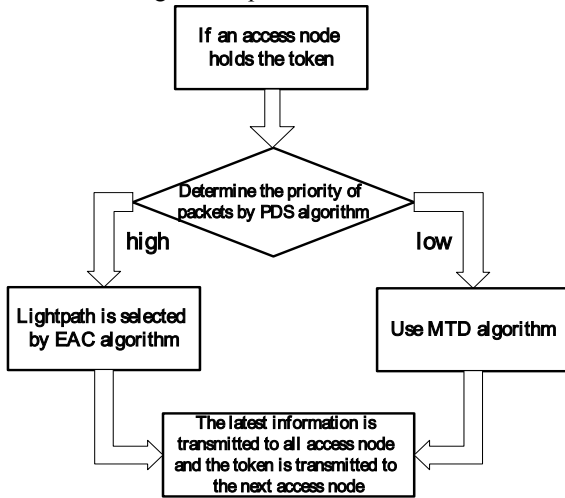 If an access node
holds the token
Determine the priority of
packets by PDS algorithm
high
low
Lightpath is selected
by EAC algorithm
Use MTD algorithm
The latest information is
transmitted to all access node
and the token is transmitted to
the next access node